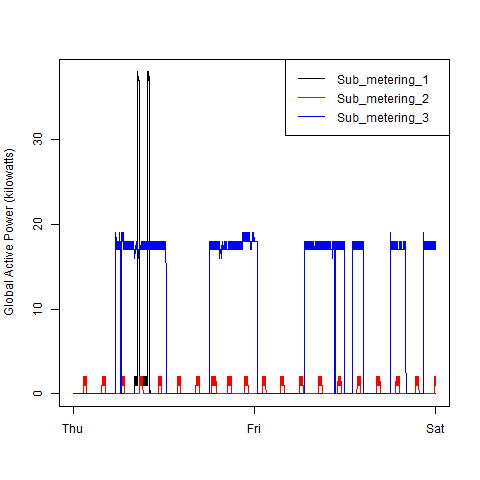 Sub_metering_1
Sub_metering_2
Sub_metering_3
Global Active Power (kilowatts)
30
20
10
0
Thu Fri Sat